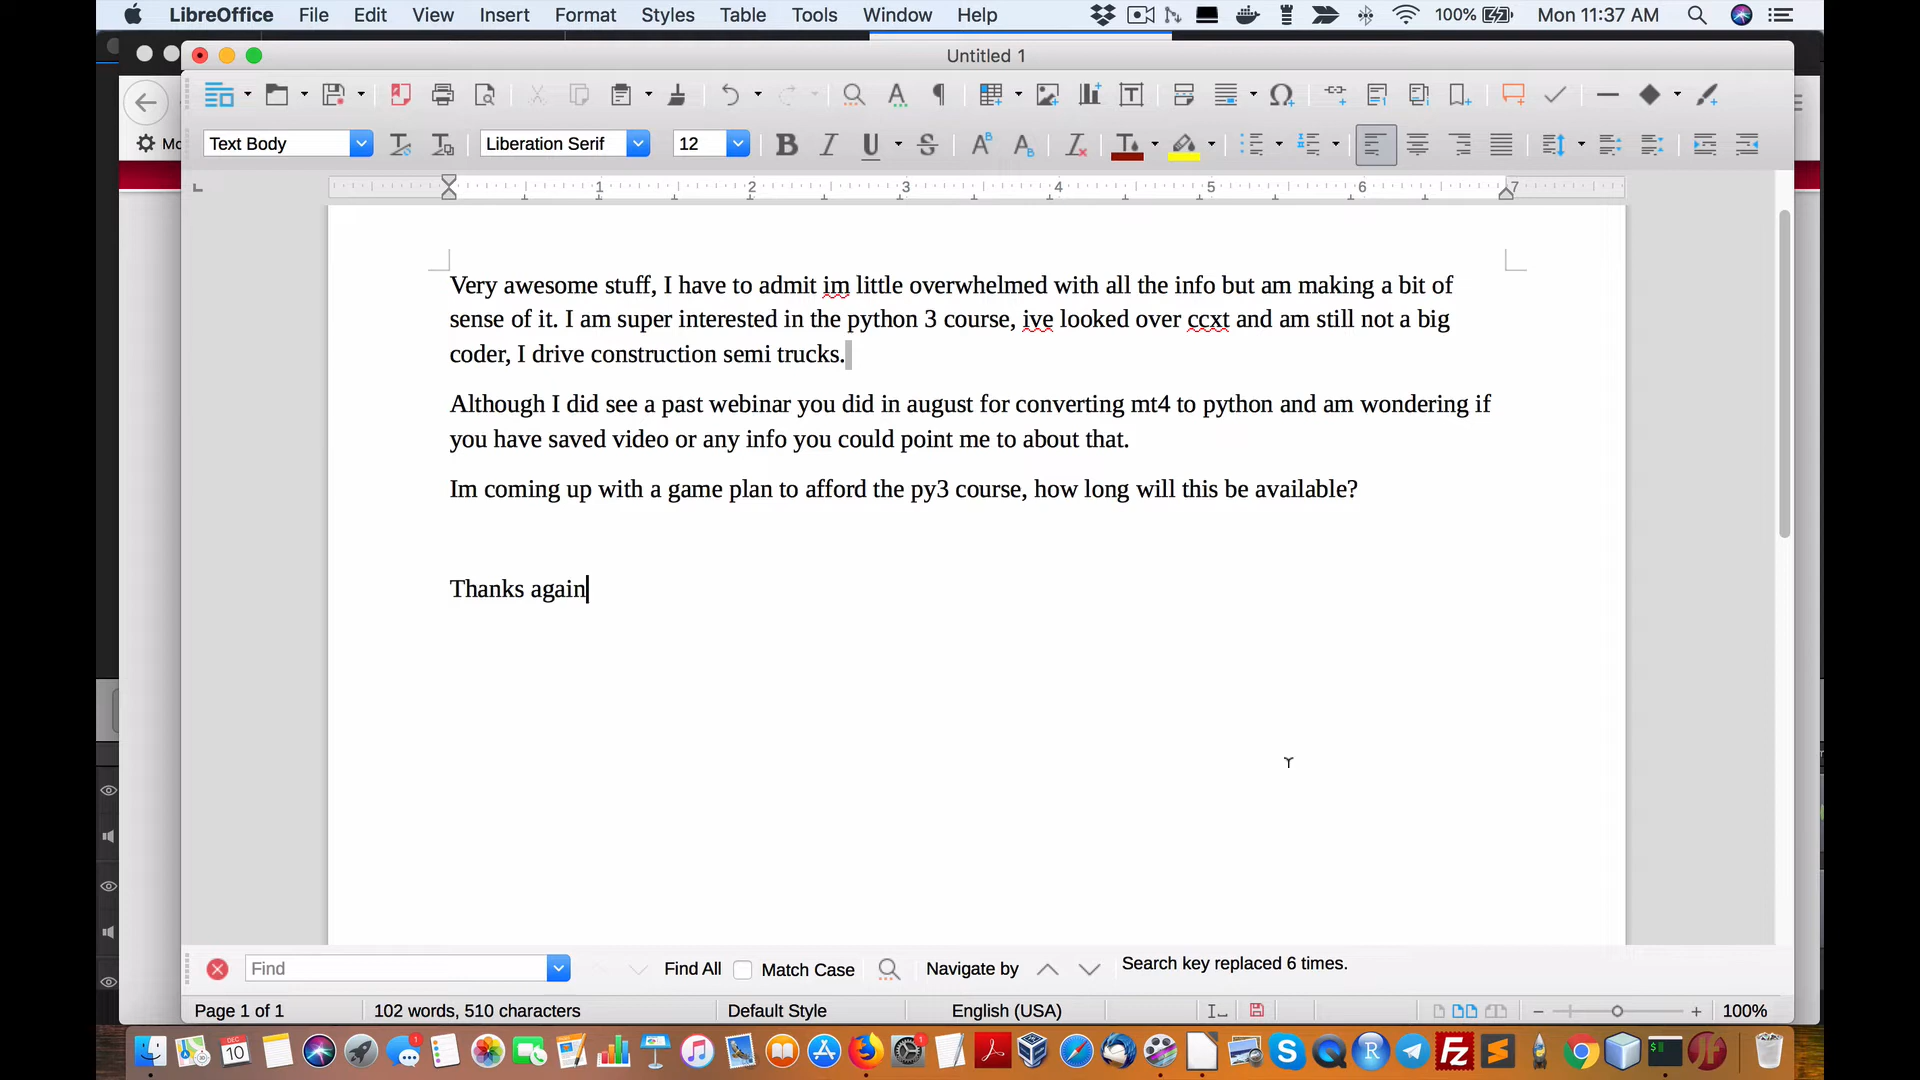 LibreOffice File Edit View Insert Format Styles Table Tools Window Help 100% Mon 11:37 AM
Untitled 1
Text Body Liberation Serif 12
1 2 3 4 5 6 7
Very awesome stuff, I have to admit im little overwhelmed with all the info but am making a bit of
sense of it. I am super interested in the python 3 course, ive looked over ccxt and am still not a big
coder, I drive construction semi trucks.
Although I did see a past webinar you did in august for converting mt4 to python and am wondering if
you have saved video or any info you could point me to about that.
Im coming up with a game plan to afford the py3 course, how long will this be available?
Thanks again
Find Find All Match Case Navigate by Search key replaced 6 times.
Page 1 of 1 102 words, 510 characters Default Style English (USA) 100%